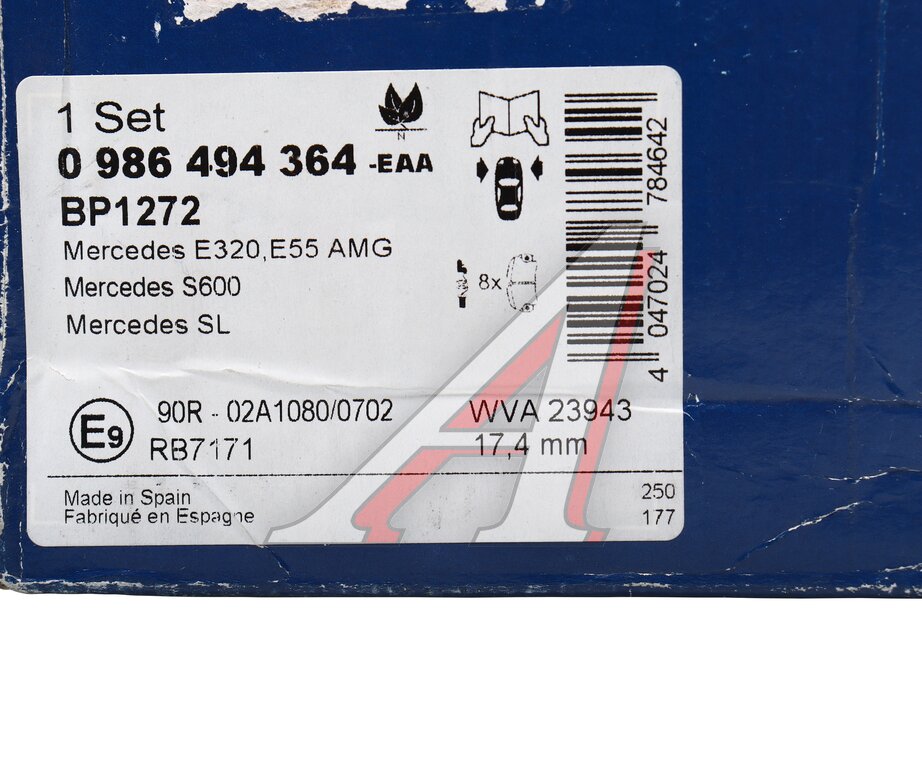 1 Set
N
0 986 494 364 -EAA
BP1272
Mercedes E320,E55 AMG
Mercedes S600
Mercedes SL
8x
4 047024 784642
E9
90R - 02A1080/0702
RB7171
WVA 23943
17,4 mm
Made in Spain
Fabriqué en Espagne
250
177